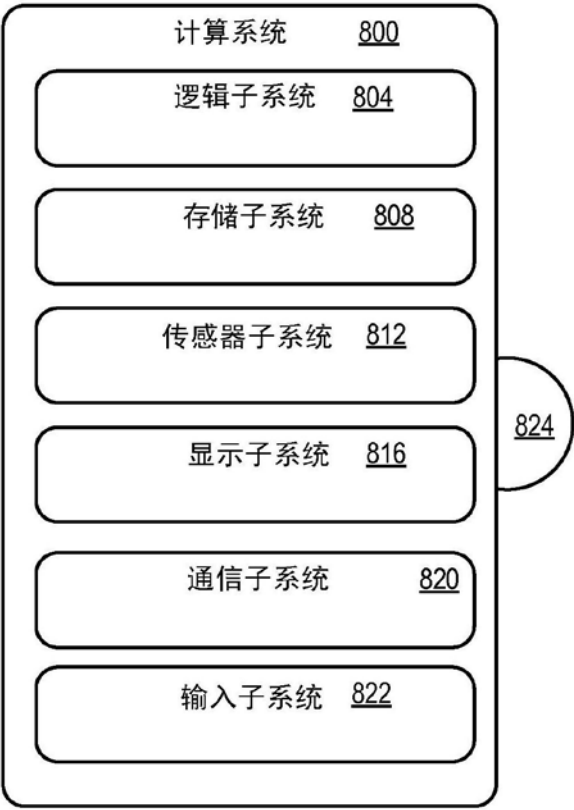 计算系统 800
逻辑子系统 804
存储子系统 808
传感器子系统 812
824
显示子系统 816
通信子系统 820
输入子系统 822